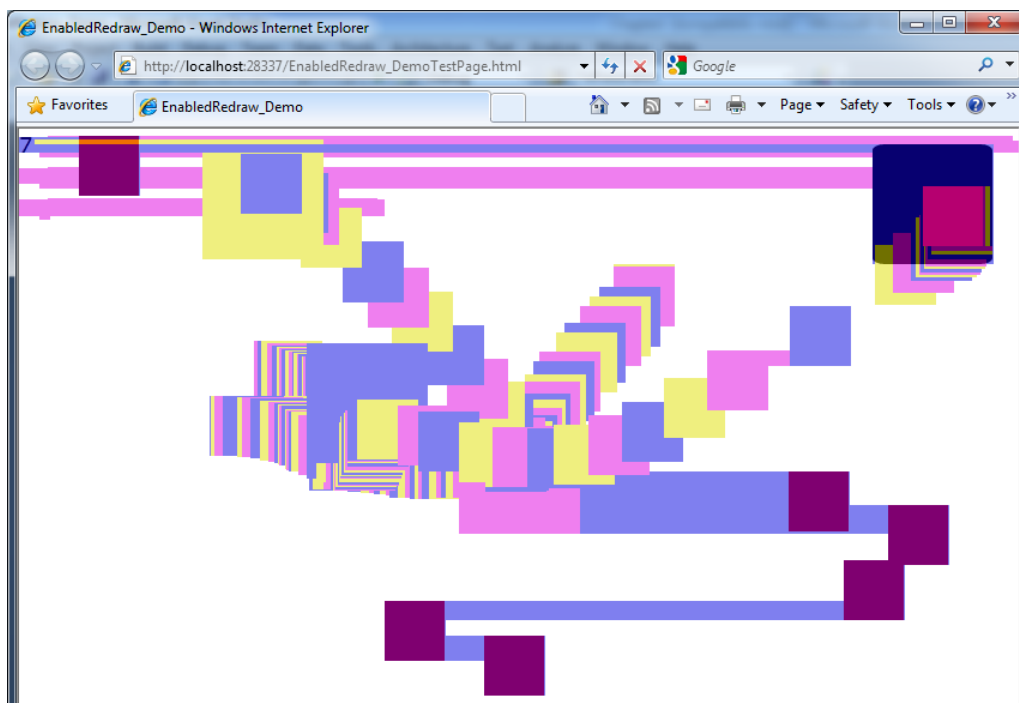 EnabledRedraw_Demo - Windows Internet Explorer
http://localhost:28337/EnabledRedraw_DemoTestPage.html Google
Favorites EnabledRedraw_Demo Page Safety Tools »
7